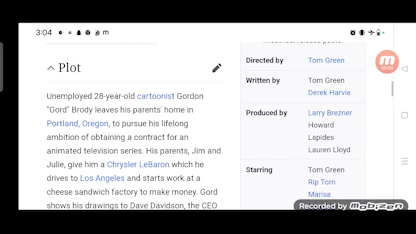 3:04
m
Plot
Unemployed 28-year-old cartoonist Gordon
"Gord" Brody leaves his parents' home in
Portland, Oregon, to pursue his lifelong
ambition of obtaining a contract for an
animated television series. His parents, Jim and
Julie, give him a Chrysler LeBaron which he
drives to Los Angeles and starts work at a
cheese sandwich factory to make money. Gord
shows his drawings to Dave Davidson, the CEO
Directed by Tom Green
Written by Tom Green
Derek Harvie
Produced by Larry Brezner
Howard
Lapides
Lauren Lloyd
Starring Tom Green
Rip Torn
Marisa
Recorded by MOBIZEN